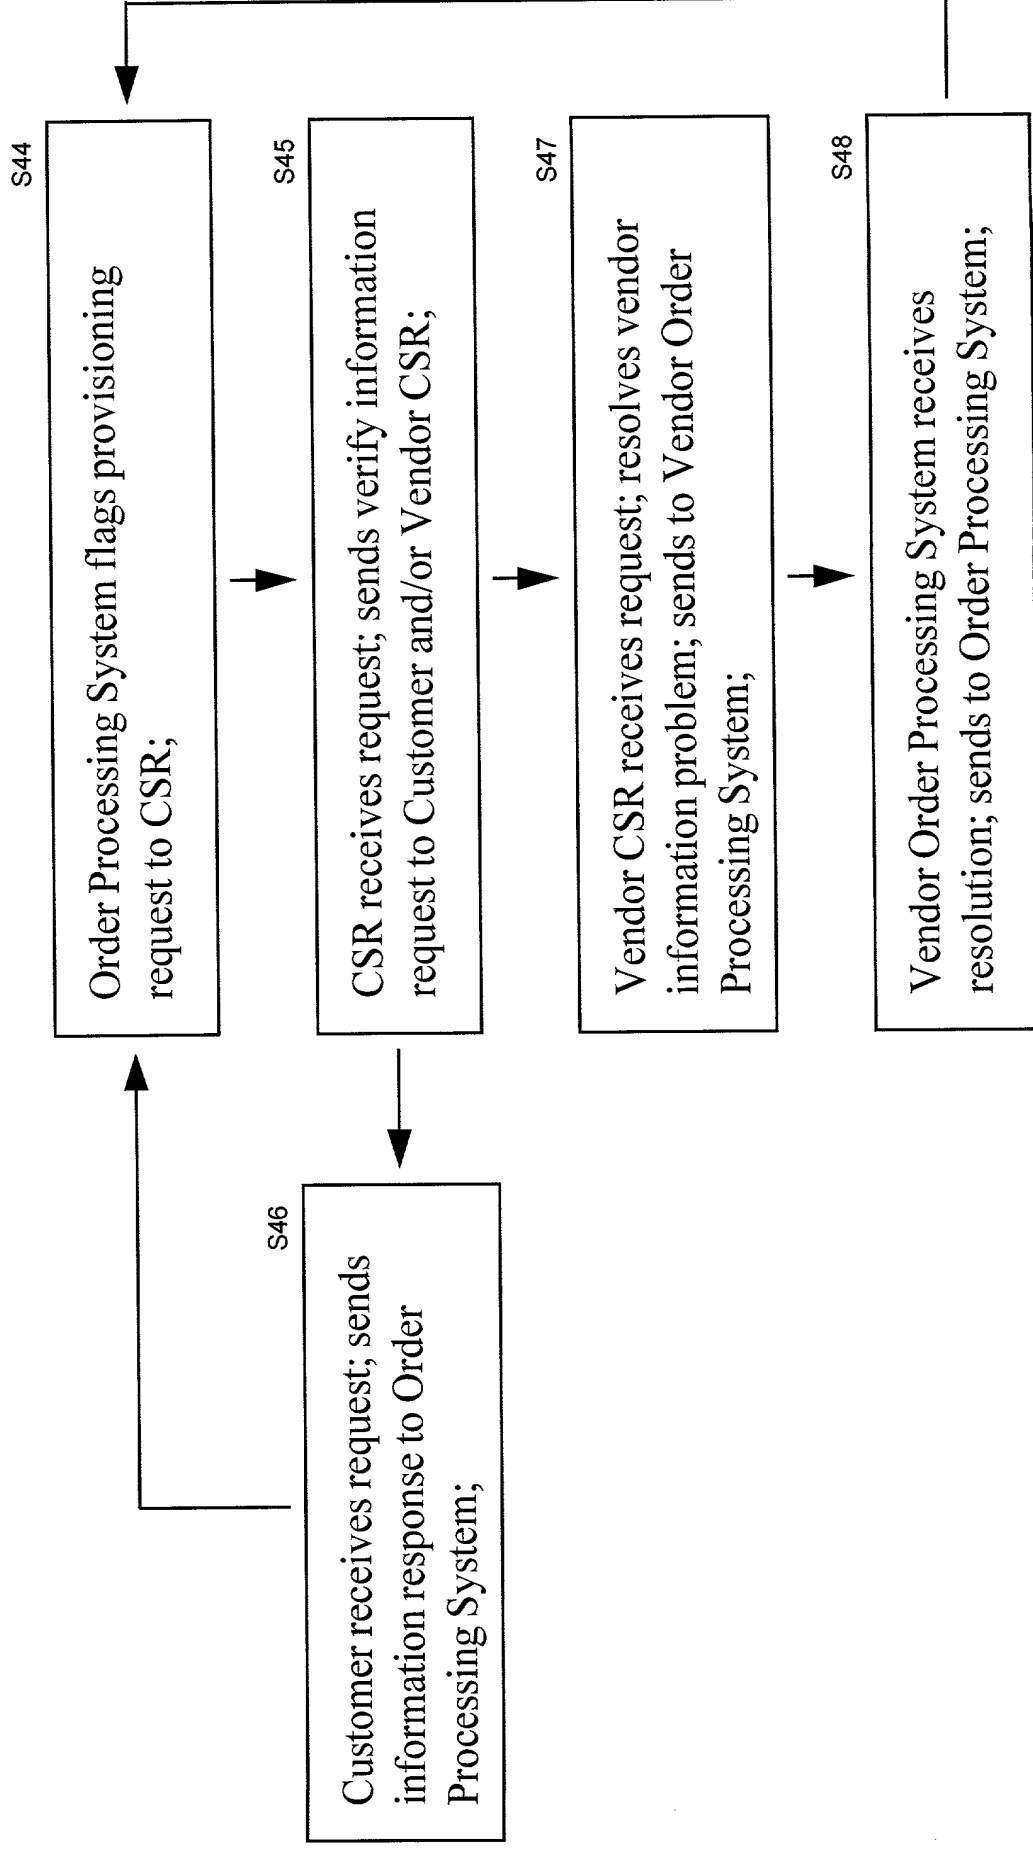 S44
Order Processing System flags provisioning
request to CSR;
S45
CSR receives request; sends verify information
request to Customer and/or Vendor CSR;
S46
Customer receives request; sends
information response to Order
Processing System;
S47
Vendor CSR receives request; resolves vendor
information problem; sends to Vendor Order
Processing System;
S48
Vendor Order Processing System receives
resolution; sends to Order Processing System;